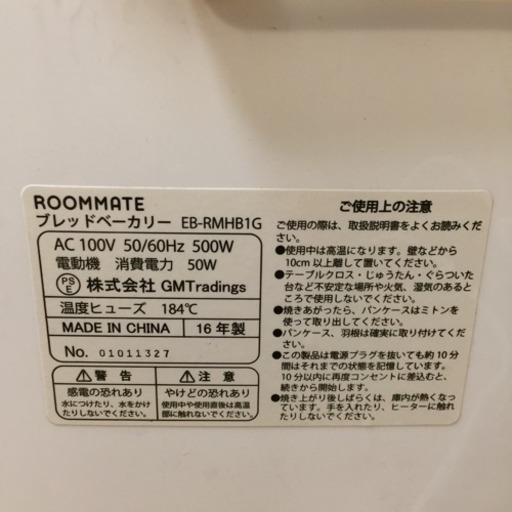 ROOMMATE
ブレッドベーカリー EB-RMHB1G
AC 100V 50/60Hz 500W
電動機 消費電力 50W
PSE 株式会社 GMTradings
温度ヒューズ 184℃
MADE IN CHINA 16年製
No. 01011327
⚠警告
感電の恐れあり
水につけたり、水をかけ
たりしないでください。
⚠注意
やけどの恐れあり
使用中や使用直後は高温
部に触れないでください。
ご使用上の注意
ご使用の際は、取扱説明書をよくお読みください。
●使用中は高温になります。壁などから
10cm以上離して置いてください。
●テーブルクロス・じゅうたん・ぐらついた
台など不安定な場所や火気、湿気のあると
ころで使用しないでください。
●焼きあがったら、パンケースはミトンを
使って取り出してください。
●パンケース、羽根は確実に取り付けてくだ
さい。
●この製品は電源プラグを抜いても約10分
間はそれまでの状態を記憶しています。
10分以内に再度コンセントに差込むと、
続きから開始します。
●焼き上がり後しばらくは、庫内が熱くなっ
ています。手を入れたり、ヒーターに触れ
たりしないでください。